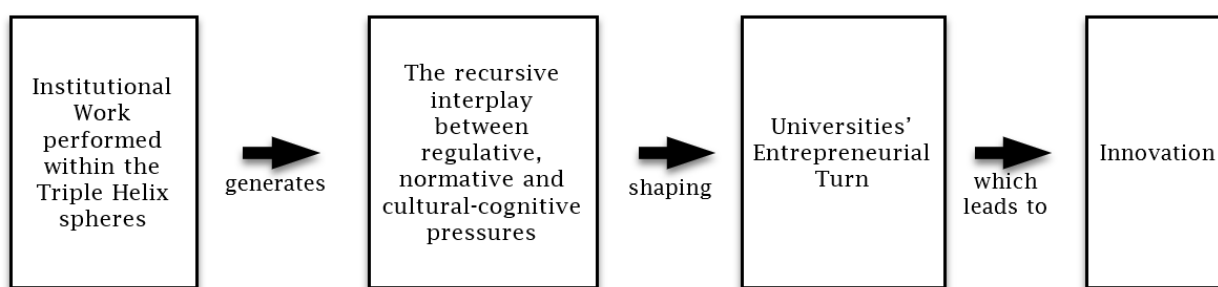 Institutional
Work
performed
within the
Triple Helix
spheres
generates
The recursive
interplay
between
regulative,
normative and
cultural-cognitive
pressures
shaping
Universities’
Entrepreneurial
Turn
which
leads to
Innovation